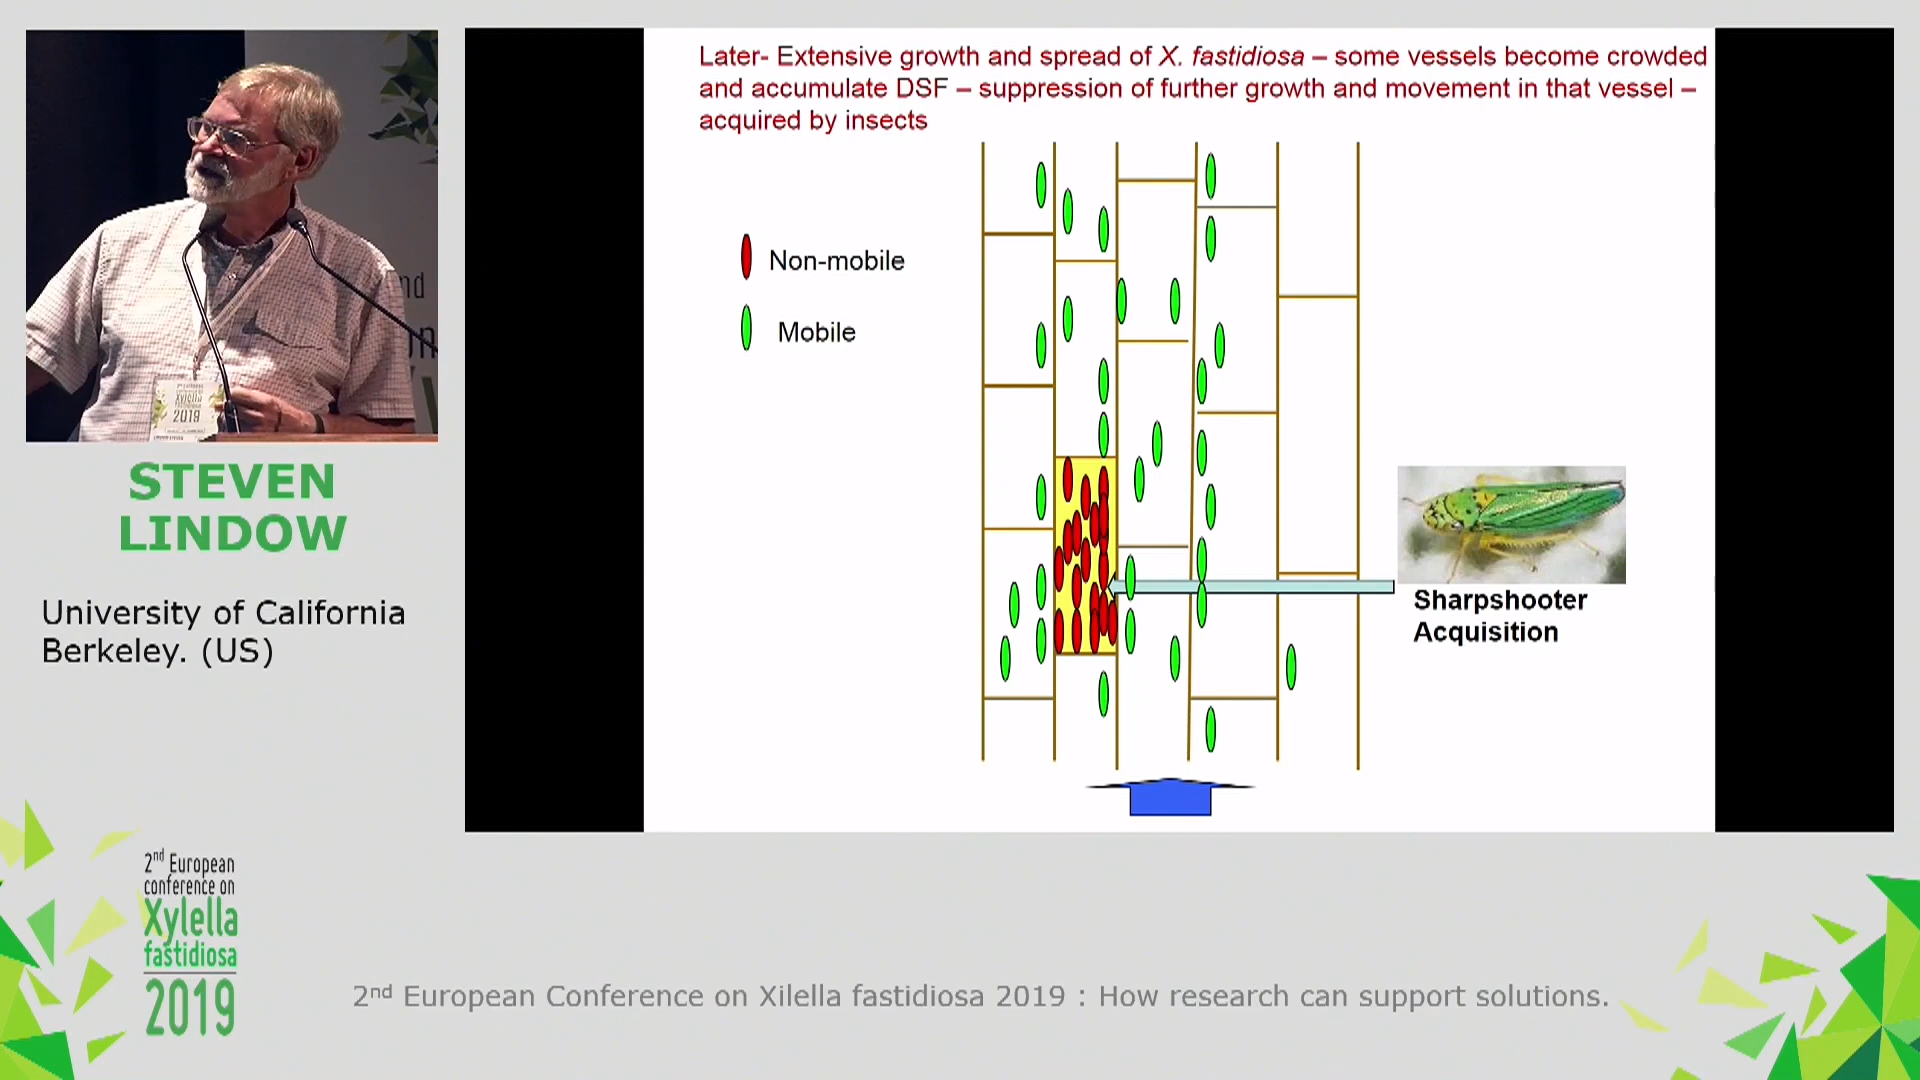 Later- Extensive growth and spread of X. fastidiosa – some vessels become crowded
and accumulate DSF – suppression of further growth and movement in that vessel –
acquired by insects
Non-mobile
Mobile
Sharpshooter
Acquisition
Xylella
2019
STEVEN
LINDOW
University of California
Berkeley. (US)
2nd European
conference on
Xylella
fastidiosa
2019
2nd European Conference on Xilella fastidiosa 2019 : How research can support solutions.